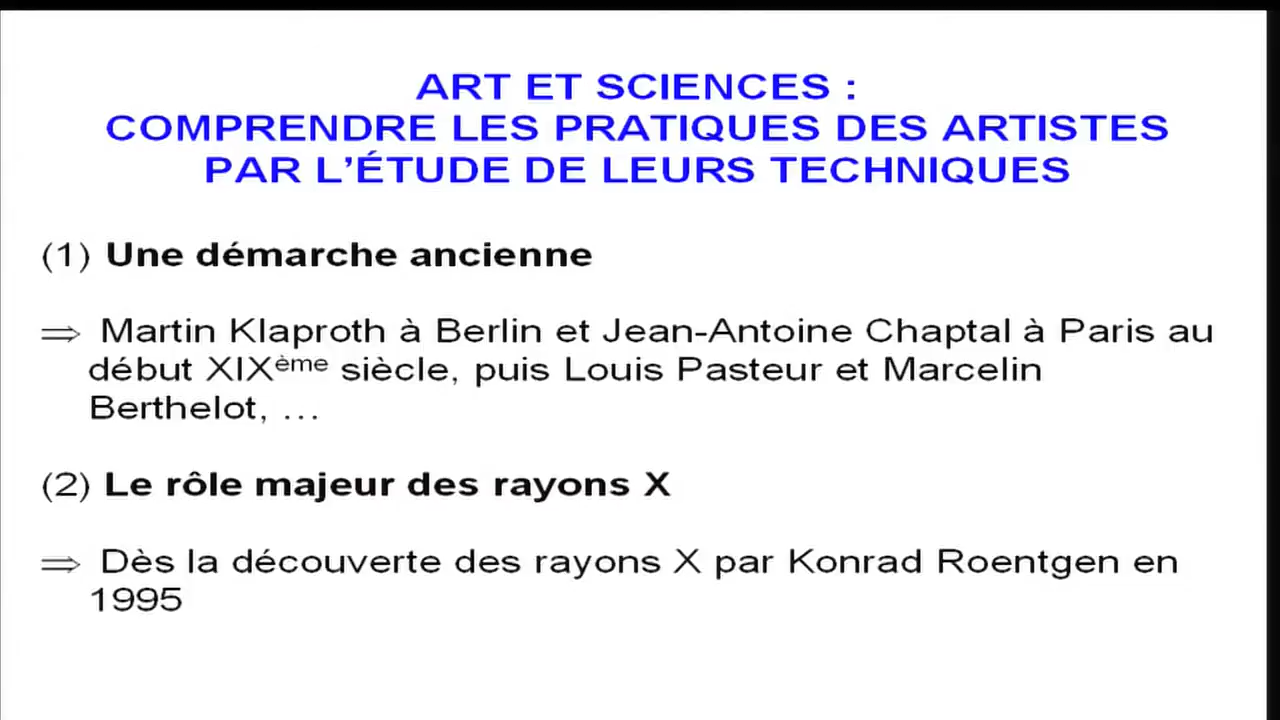 ART ET SCIENCES :
COMPRENDRE LES PRATIQUES DES ARTISTES
PAR L’ÉTUDE DE LEURS TECHNIQUES
(1) Une démarche ancienne
⇒ Martin Klaproth à Berlin et Jean-Antoine Chaptal à Paris au
début XIXème siècle, puis Louis Pasteur et Marcelin
Berthelot, …
(2) Le rôle majeur des rayons X
⇒ Dès la découverte des rayons X par Konrad Roentgen en
1995